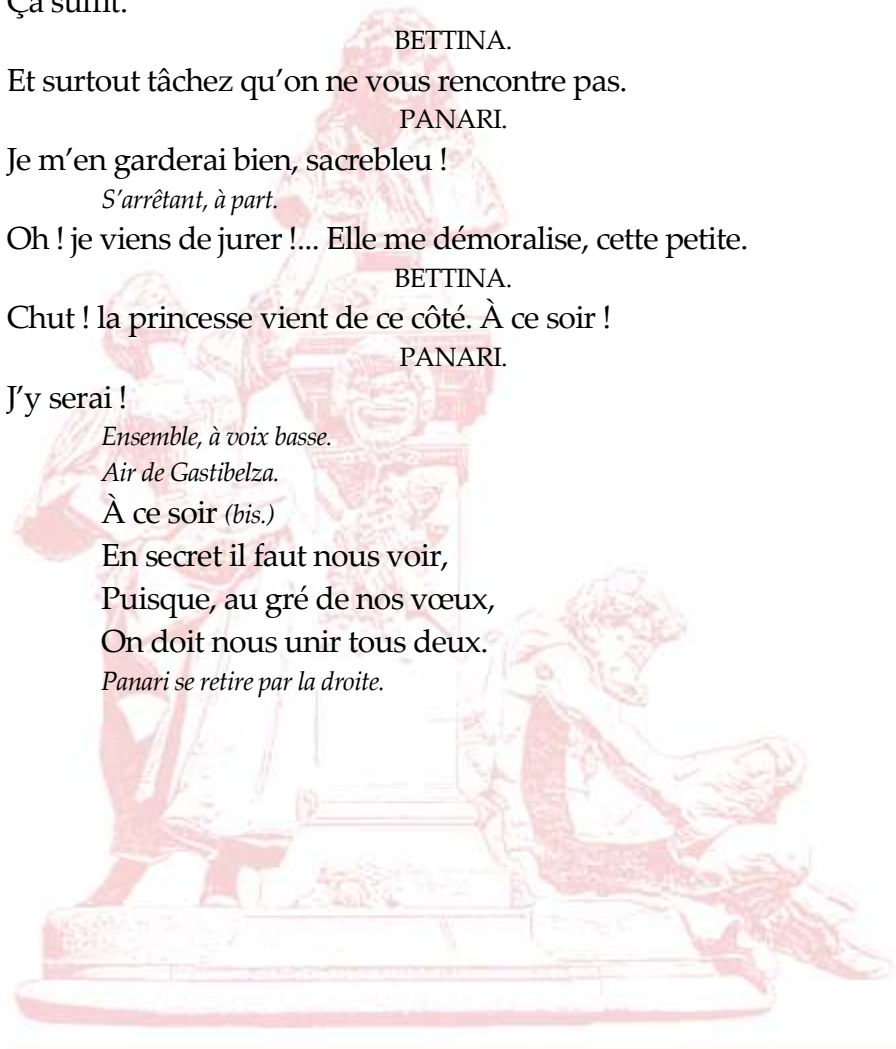 Ça suffit.
BETTINA.
Et surtout tâchez qu’on ne vous rencontre pas.
PANARI.
Je m’en garderai bien, sacrebleu !
S’arrêtant, à part.
Oh ! je viens de jurer !... Elle me démoralise, cette petite.
BETTINA.
Chut ! la princesse vient de ce côté. À ce soir !
PANARI.
J’y serai !
Ensemble, à voix basse.
Air de Gastibelza.
À ce soir (bis.)
En secret il faut nous voir,
Puisque, au gré de nos vœux,
On doit nous unir tous deux.
Panari se retire par la droite.